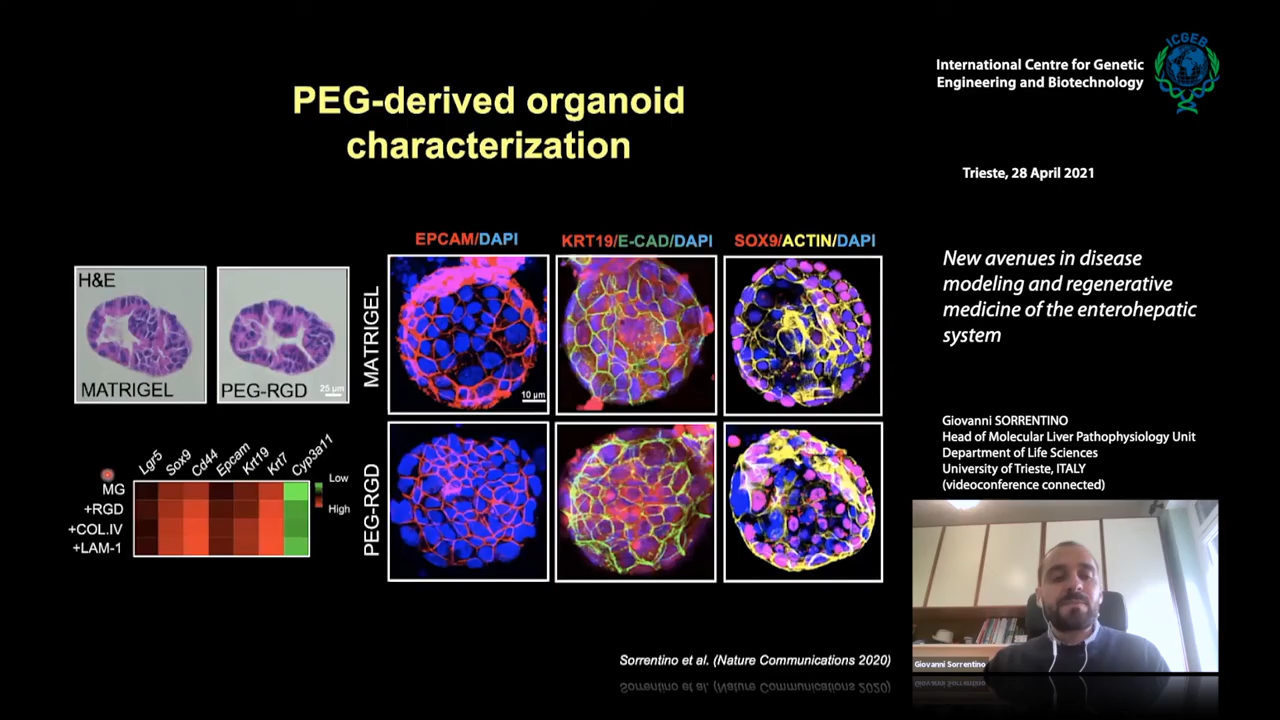 PEG-derived organoid
characterization
H&E
MATRIGEL
PEG-RGD
25 µm
Lgr5
Sox9
Cd44
Epcam
Krt19
Krt7
Cyp3a11
MG
+RGD
+COL.IV
+LAM-1
Low
High
EPCAM/DAPI
KRT19/E-CAD/DAPI
SOX9/ACTIN/DAPI
MATRIGEL
10 µm
PEG-RGD
Sorrentino et al. (Nature Communications 2020)
International Centre for Genetic
Engineering and Biotechnology
ICGEB
Trieste, 28 April 2021
New avenues in disease
modeling and regenerative
medicine of the enterohepatic
system
Giovanni SORRENTINO
Head of Molecular Liver Pathophysiology Unit
Department of Life Sciences
University of Trieste, ITALY
(videoconference connected)
Giovanni Sorrentino